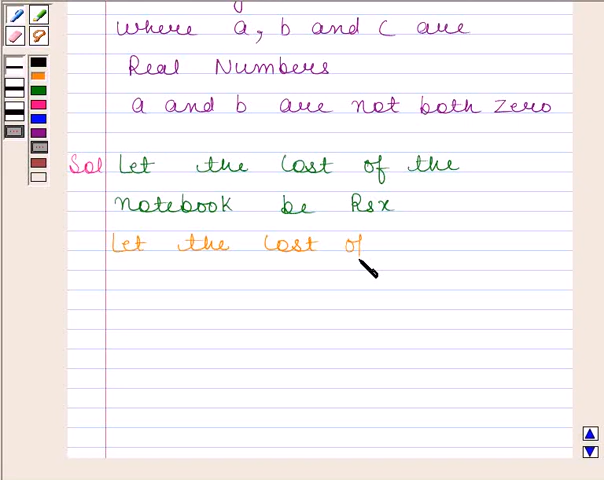 where a, b and c are
Real Numbers
a and b are not both zero
Sol Let the Cost of the
notebook be Rsx
Let the Cost of